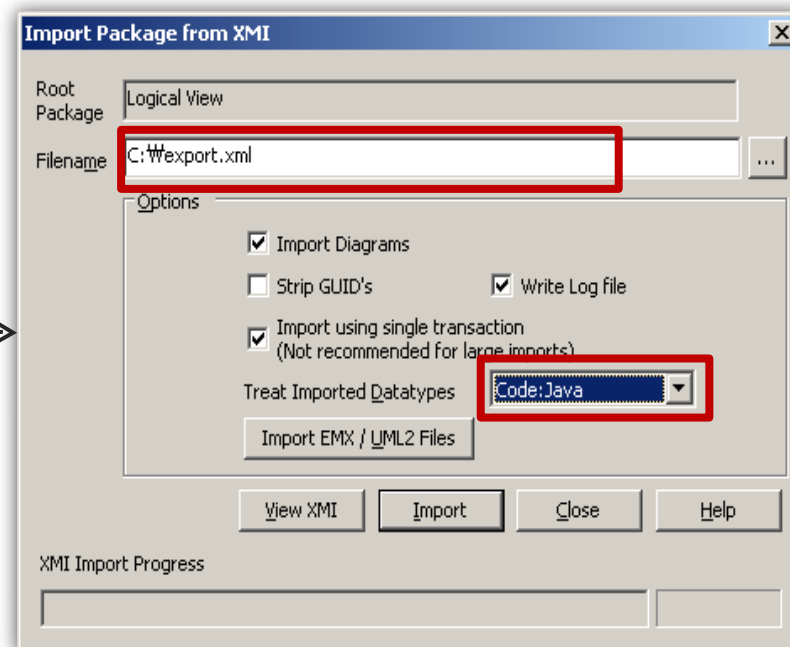 Import Package from XMI
Root
Package
Logical View
Filename
C:₩export.xml
...
Options
Import Diagrams
Strip GUID's
Write Log file
Import using single transaction
(Not recommended for large imports)
Treat Imported Datatypes
Code:Java
Import EMX / UML2 Files
View XMI
Import
Close
Help
XMI Import Progress